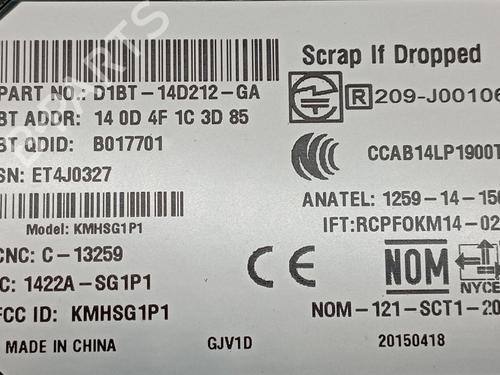 PART NO.: D1BT-14D212-GA
BT ADDR: 14 0D 4F 1C 3D 85
BT QDID: B017701
SN: ET4J0327
Model: KMHSG1P1
CNC: C-13259
C: 1422A-SG1P1
FCC ID: KMHSG1P1
MADE IN CHINA
GJV1D
Scrap If Dropped
R 209-J00106
CCAB14LP1900T
ANATEL: 1259-14-150
IFT:RCPFOKM14-02
CE
NOM
NYCE
NOM-121-SCT1-20
20150418
B-PARTS